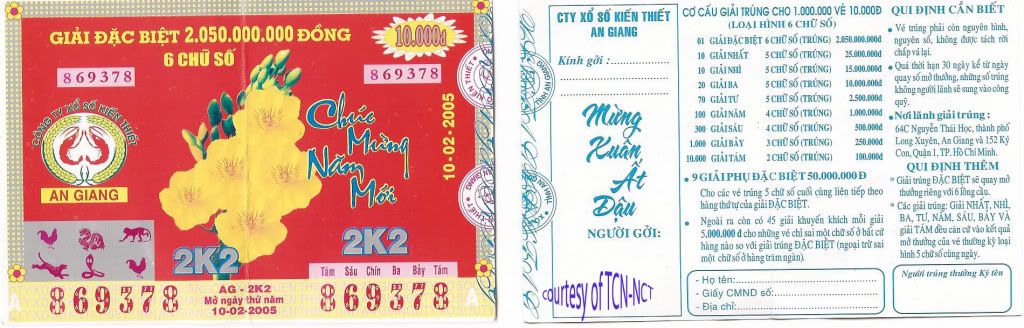 GIẢI ĐẶC BIỆT 2.050.000.000 ĐỒNG
6 CHỮ SỐ
10.000đ
869378
869378
CÔNG TY XỔ SỐ KIẾN THIẾT
AN GIANG
Chúc
Mừng
Năm
Mới
10-02-2005
2K2
2K2
Tám Sáu Chín Ba Bảy Tám
A 869378
AG - 2K2
Mở ngày thứ năm
10-02-2005
869378 A
CTY XỔ SỐ KIẾN THIẾT
AN GIANG
Kính gởi :
Mừng
Xuân
Ất
Dậu
NGƯỜI GỞI:
courtesy of TCN-NCT
CƠ CẤU GIẢI TRÚNG CHO 1.000.000 VÉ 10.000Đ
(LOẠI HÌNH 6 CHỮ SỐ)
01 GIẢI ĐẶC BIỆT 6 CHỮ SỐ (TRÚNG) 2.050.000.000đ
10 GIẢI NHẤT 5 CHỮ SỐ (TRÚNG) 25.000.000đ
10 GIẢI NHÌ 5 CHỮ SỐ (TRÚNG) 15.000.000đ
20 GIẢI BA 5 CHỮ SỐ (TRÚNG) 10.000.000đ
70 GIẢI TƯ 5 CHỮ SỐ (TRÚNG) 2.500.000đ
100 GIẢI NĂM 4 CHỮ SỐ (TRÚNG) 1.000.000đ
300 GIẢI SÁU 4 CHỮ SỐ (TRÚNG) 500.000đ
1.000 GIẢI BẢY 3 CHỮ SỐ (TRÚNG) 250.000đ
10.000 GIẢI TÁM 2 CHỮ SỐ (TRÚNG) 100.000đ
• 9 GIẢI PHỤ ĐẶC BIỆT 50.000.000 Đ
Cho các vé trúng 5 chữ số cuối cùng liên tiếp theo
hàng thứ tự của giải ĐẶC BIỆT.
• Ngoài ra còn có 45 giải khuyến khích mỗi giải
5.000.000 đ cho những vé chỉ sai một chữ số ở bất cứ
hàng nào so với giải trúng ĐẶC BIỆT (ngoại trừ sai
một chữ số ở hàng trăm ngàn).
- Họ tên:
- Giấy CMND số:
- Địa chỉ:
QUI ĐỊNH CẦN BIẾT
• Vé trúng phải còn nguyên hình,
nguyên số, không được tách rời
chắp vá lại.
• Quá thời hạn 30 ngày kể từ ngày
quay số mở thưởng, những số trúng
không người lãnh sẽ sung vào công
quỹ.
• Nơi lãnh giải trúng :
64C Nguyễn Thái Học, thành phố
Long Xuyên, An Giang và 152 Ký
Con, Quận 1, TP. Hồ Chí Minh.
QUI ĐỊNH THÊM
* Giải trúng ĐẶC BIỆT sẽ quay mở
thưởng riêng với 6 lồng cầu.
* Các giải trúng: Giải NHẤT, NHÌ,
BA, TƯ, NĂM, SÁU, BẢY VÀ
giải TÁM đều căn cứ vào kết quả
mở thưởng của vé thường kỳ loại
hình 5 chữ số cùng ngày.
Người trúng thưởng Ký tên